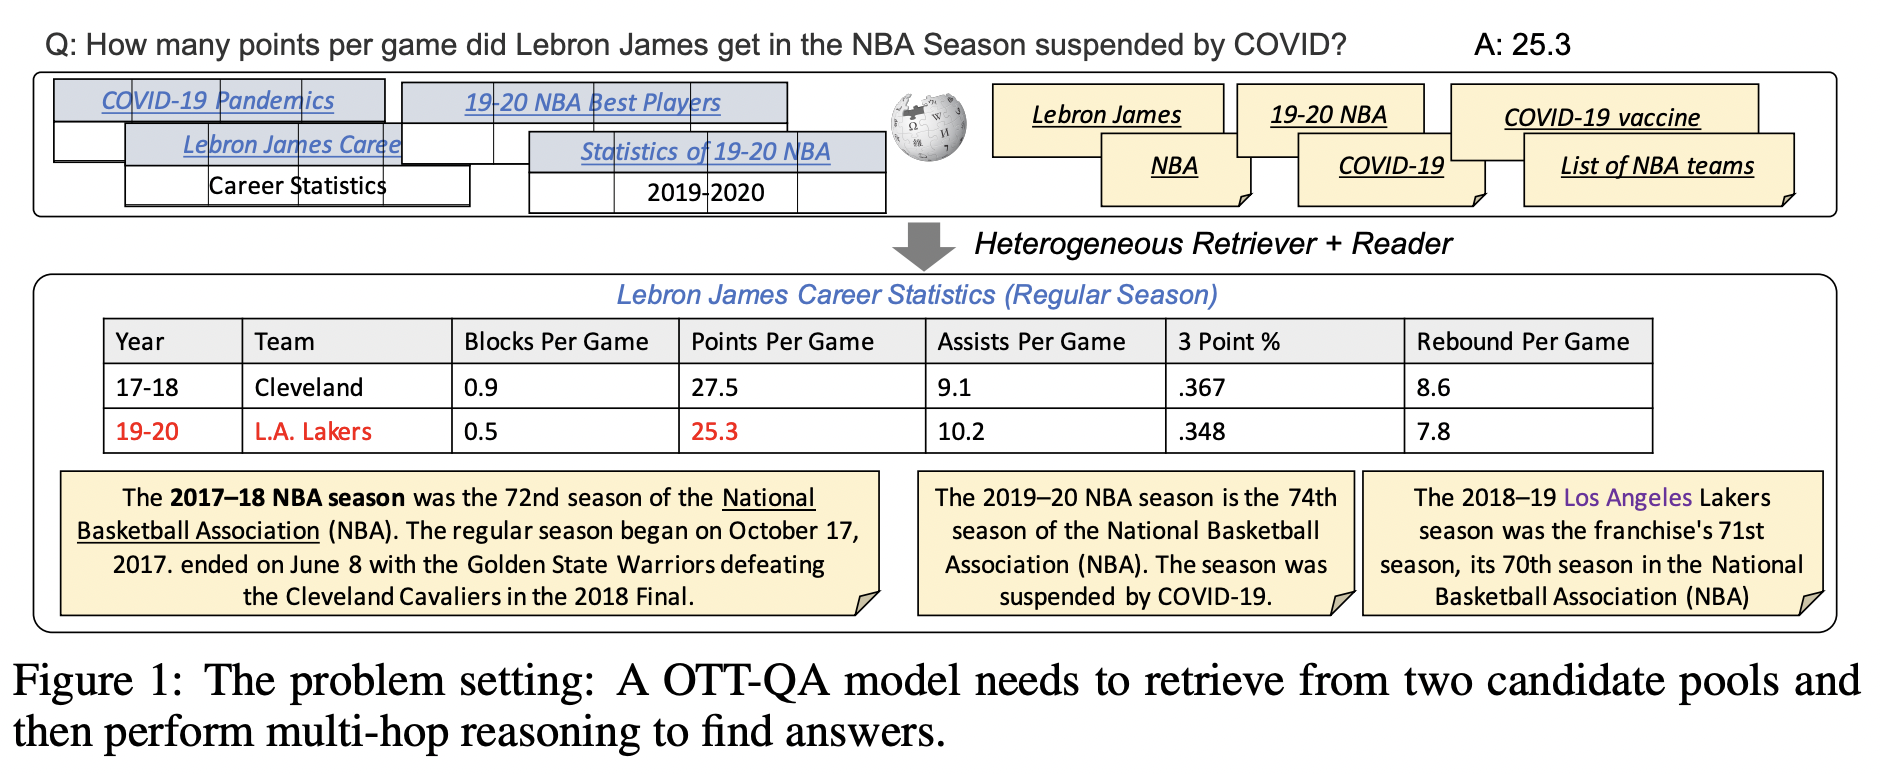 Q: How many points per game did Lebron James get in the NBA Season suspended by COVID? A: 25.3
COVID-19 Pandemics
19-20 NBA Best Players
Lebron James Caree
Statistics of 19-20 NBA
Career Statistics
2019-2020
Lebron James
19-20 NBA
COVID-19 vaccine
NBA
COVID-19
List of NBA teams
Heterogeneous Retriever + Reader
Lebron James Career Statistics (Regular Season)
Year Team Blocks Per Game Points Per Game Assists Per Game 3 Point % Rebound Per Game
17-18 Cleveland 0.9 27.5 9.1 .367 8.6
19-20 L.A. Lakers 0.5 25.3 10.2 .348 7.8
The 2017–18 NBA season was the 72nd season of the National
Basketball Association (NBA). The regular season began on October 17,
2017. ended on June 8 with the Golden State Warriors defeating
the Cleveland Cavaliers in the 2018 Final.
The 2019–20 NBA season is the 74th
season of the National Basketball
Association (NBA). The season was
suspended by COVID-19.
The 2018–19 Los Angeles Lakers
season was the franchise's 71st
season, its 70th season in the National
Basketball Association (NBA)
Figure 1: The problem setting: A OTT-QA model needs to retrieve from two candidate pools and
then perform multi-hop reasoning to find answers.